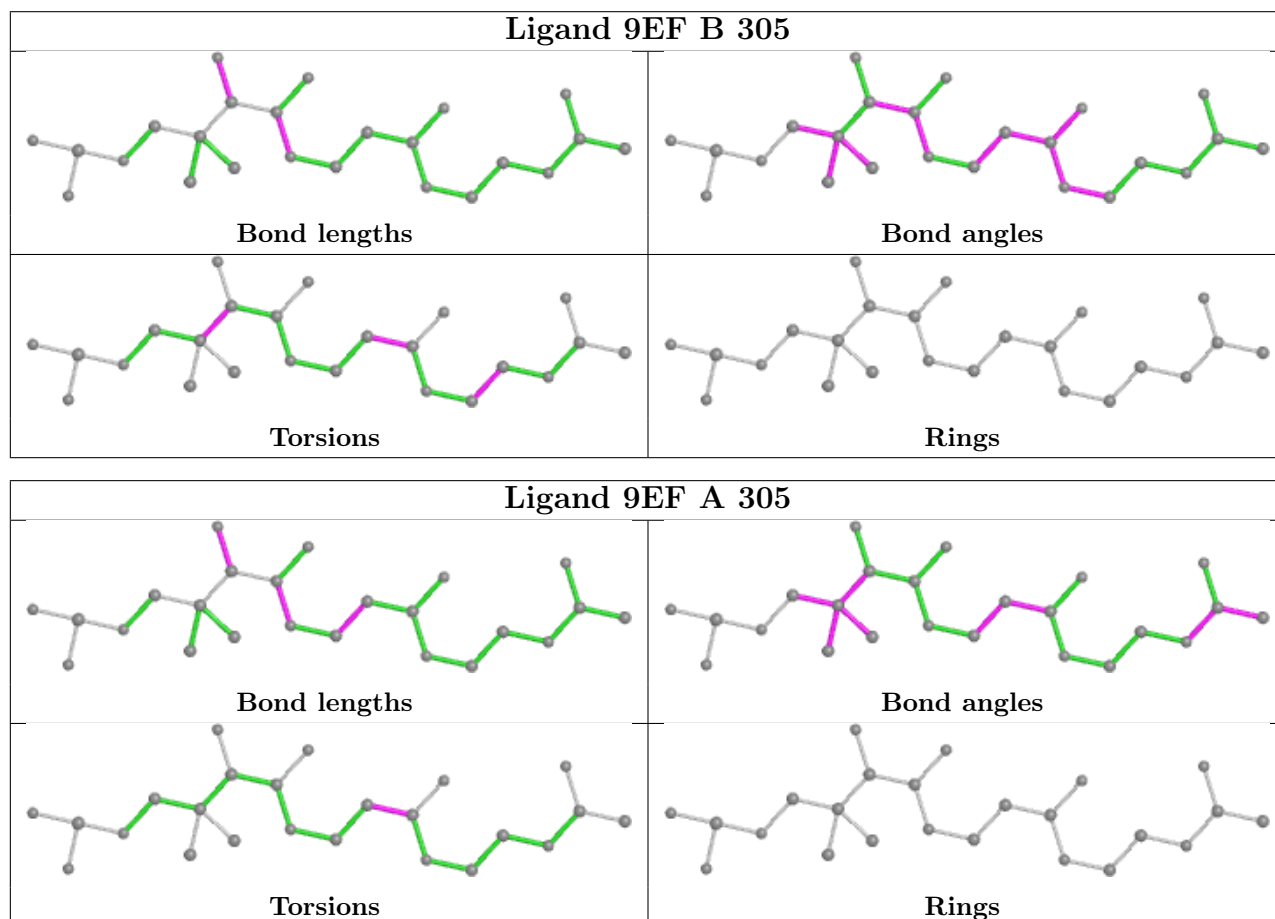 Ligand 9EF B 305
Bond lengths
Bond angles
Torsions
Rings
Ligand 9EF A 305
Bond lengths
Bond angles
Torsions
Rings